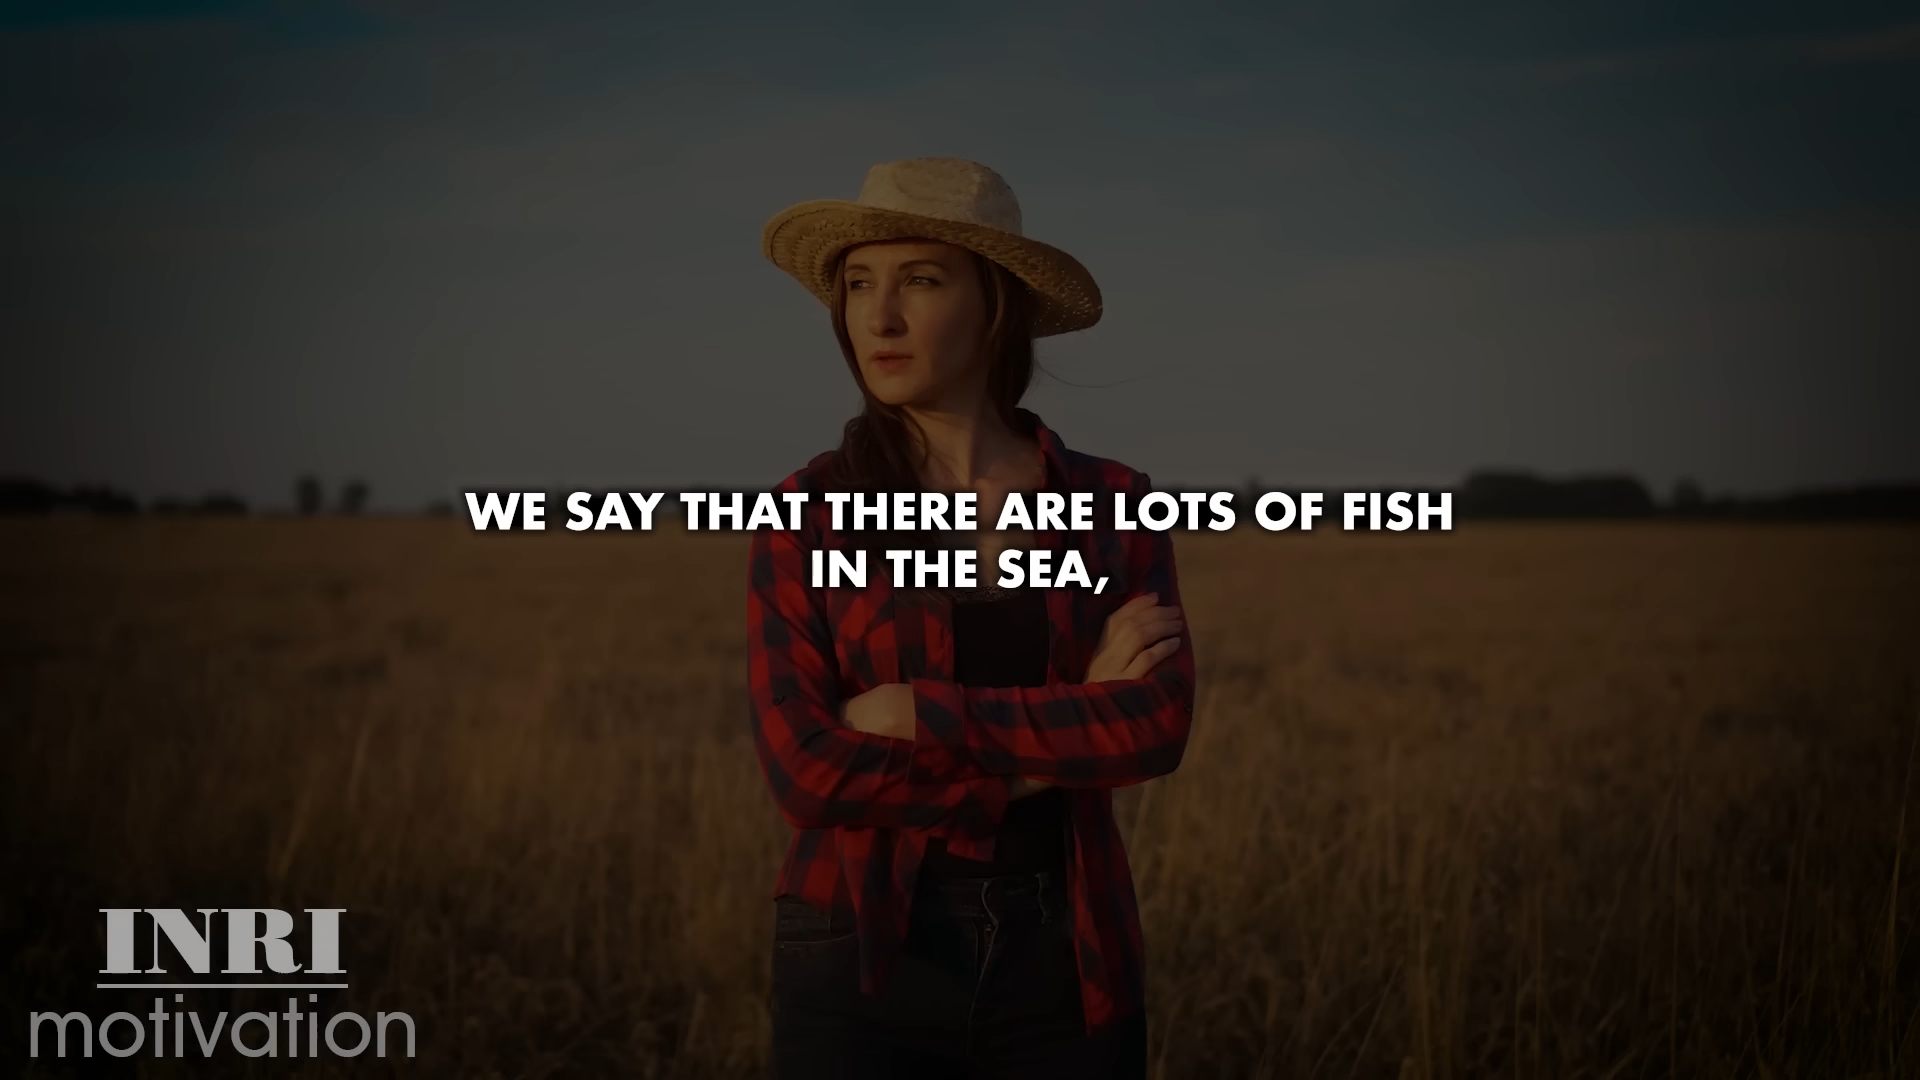 WE SAY THAT THERE ARE LOTS OF FISH
IN THE SEA,
INRI
motivation